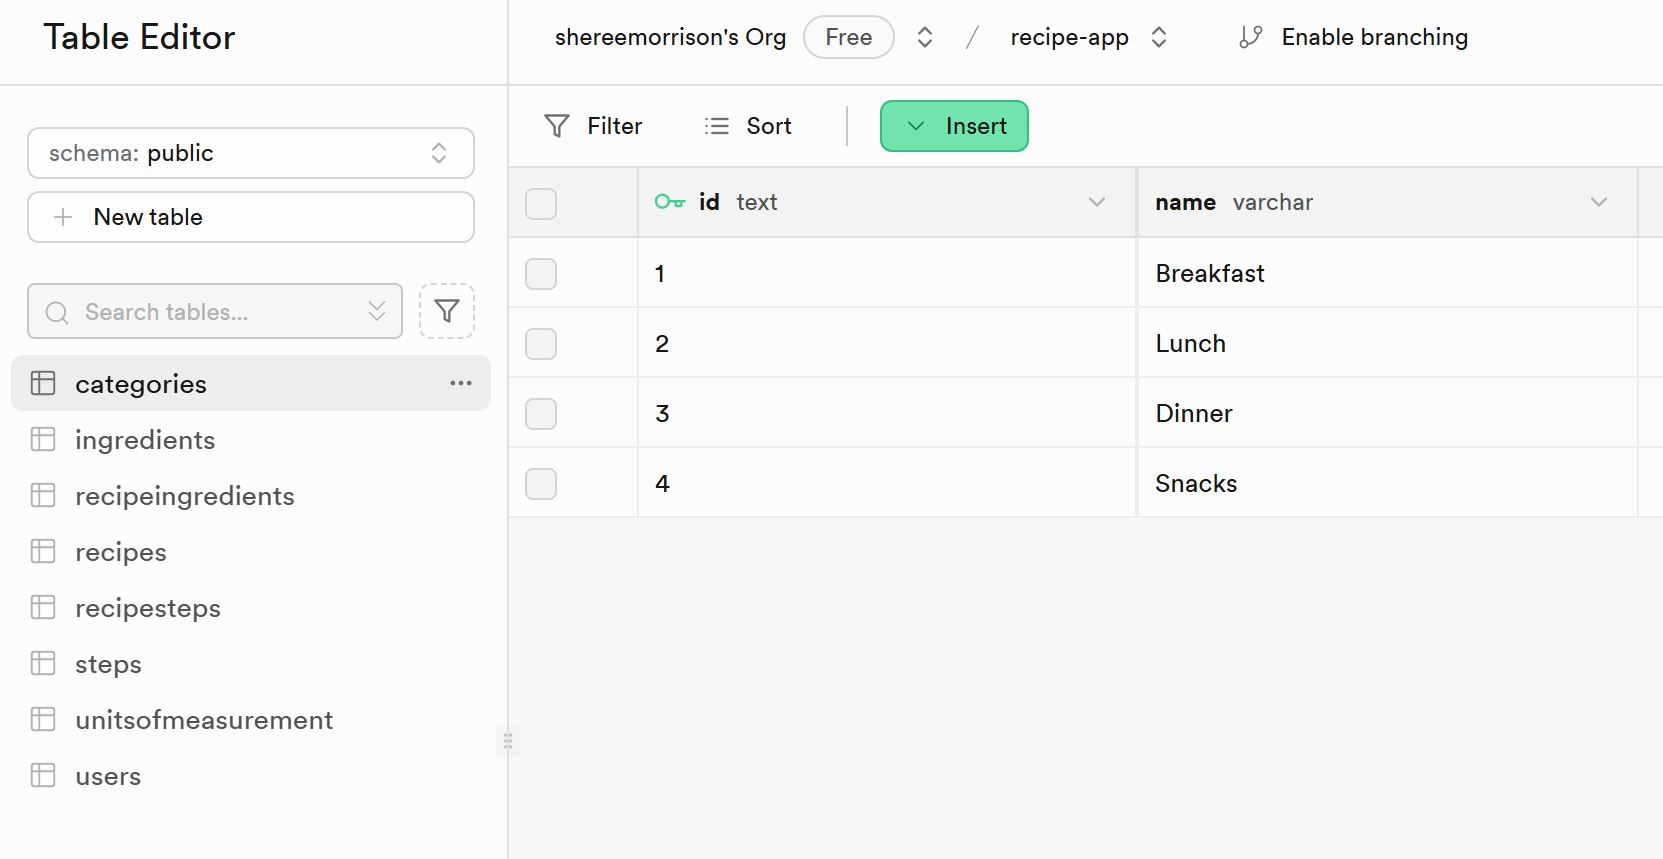 Table Editor
shereemorrison's Org Free / recipe-app Enable branching
schema: public
New table
Search tables...
categories
ingredients
recipeingredients
recipes
recipesteps
steps
unitsofmeasurement
users
Filter Sort Insert
id text name varchar
1 Breakfast
2 Lunch
3 Dinner
4 Snacks